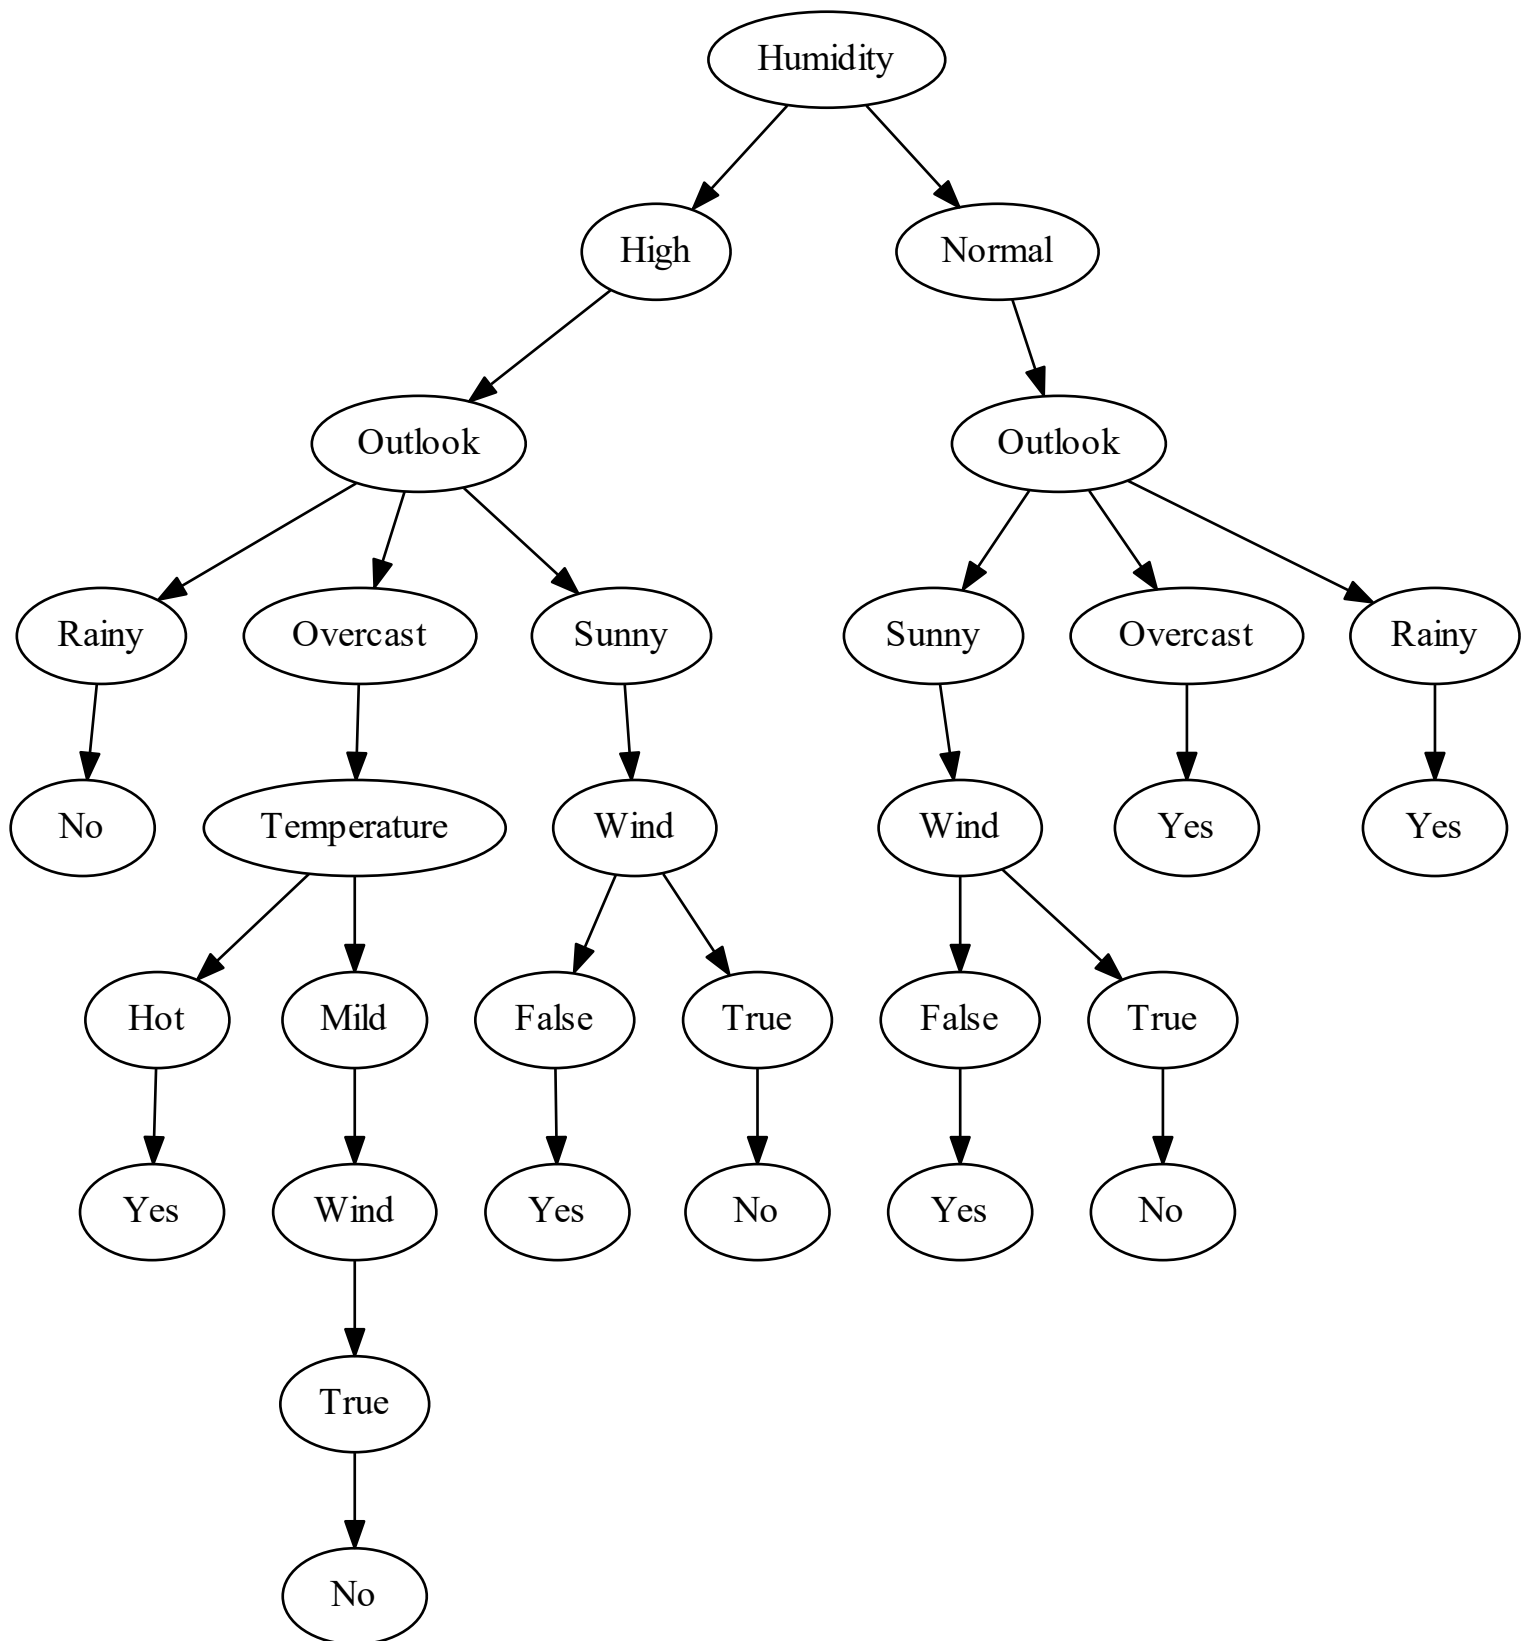 Humidity
High
Normal
Outlook
Outlook
Rainy
Overcast
Sunny
Sunny
Overcast
Rainy
No
Temperature
Wind
Wind
Yes
Yes
Hot
Mild
False
True
False
True
Yes
Wind
Yes
No
Yes
No
True
No